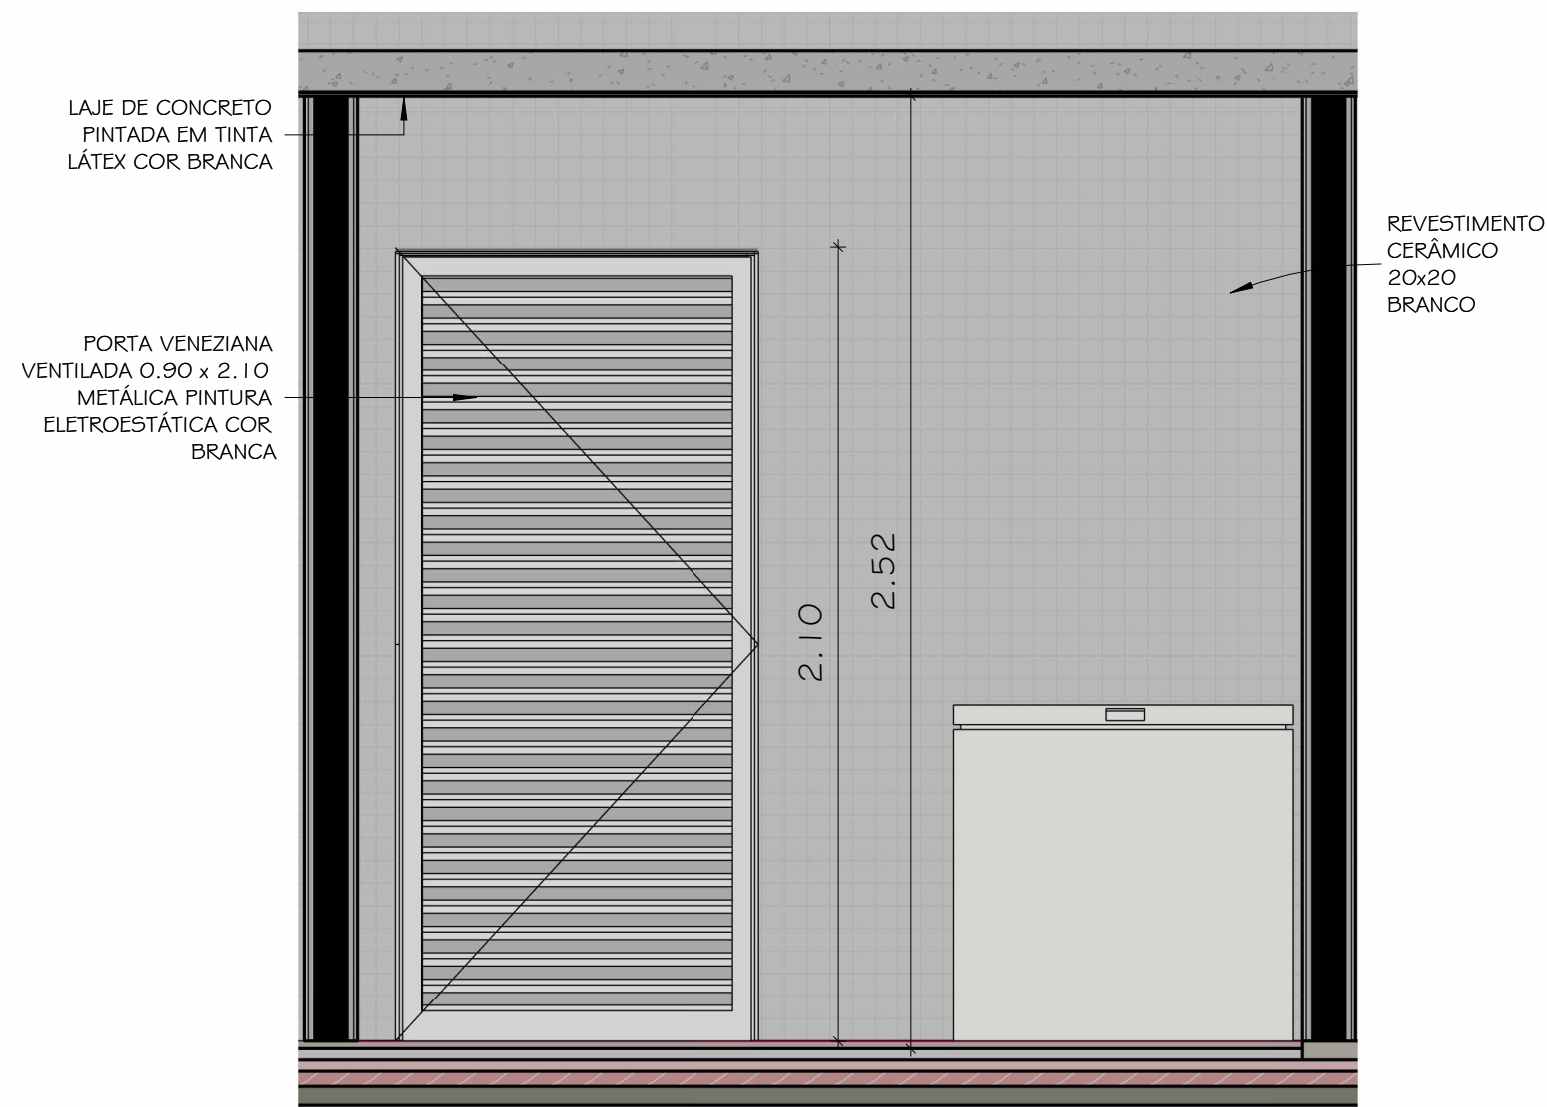 LAJE DE CONCRETO
PINTADA EM TINTA
LÁTEX COR BRANCA
REVESTIMENTO
CERÂMICO
20x20
BRANCO
PORTA VENEZIANA
VENTILADA 0.90 x 2.10
METÁLICA PINTURA
ELETROESTÁTICA COR
BRANCA
2.10
2.52